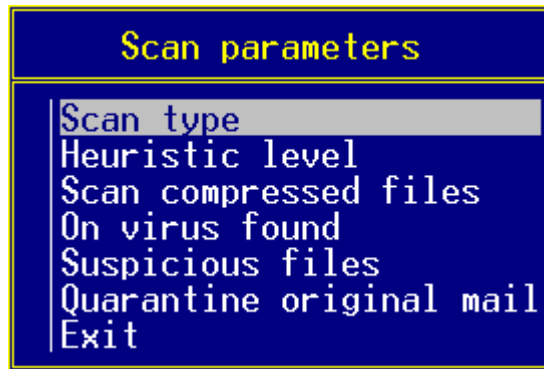 Scan parameters
Scan type
Heuristic level
Scan compressed files
On virus found
Suspicious files
Quarantine original mail
Exit